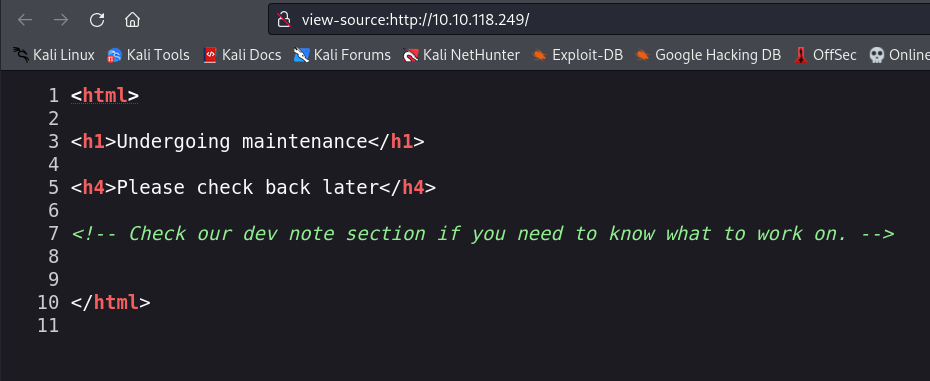 view-source:http://10.10.118.249/
Kali Linux Kali Tools Kali Docs Kali Forums Kali NetHunter Exploit-DB Google Hacking DB OffSec Online
1 <html>
2
3 <h1>Undergoing maintenance</h1>
4
5 <h4>Please check back later</h4>
6
7 <!-- Check our dev note section if you need to know what to work on. -->
8
9
10 </html>
11